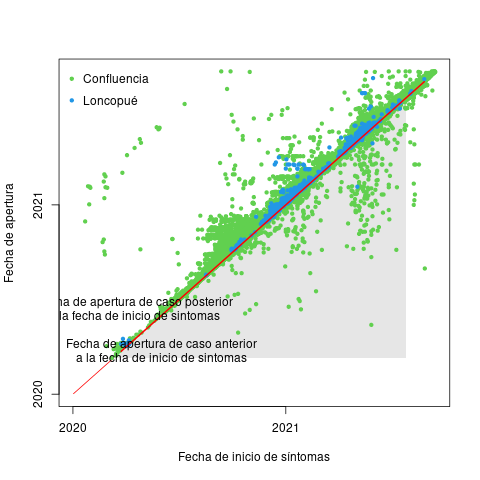 Confluencia
Loncopué
Fecha de apertura
2021
2020
na de apertura de caso posterior
la fecha de inicio de síntomas
Fecha de apertura de caso anterior
a la fecha de inicio de síntomas
2020
2021
Fecha de inicio de síntomas